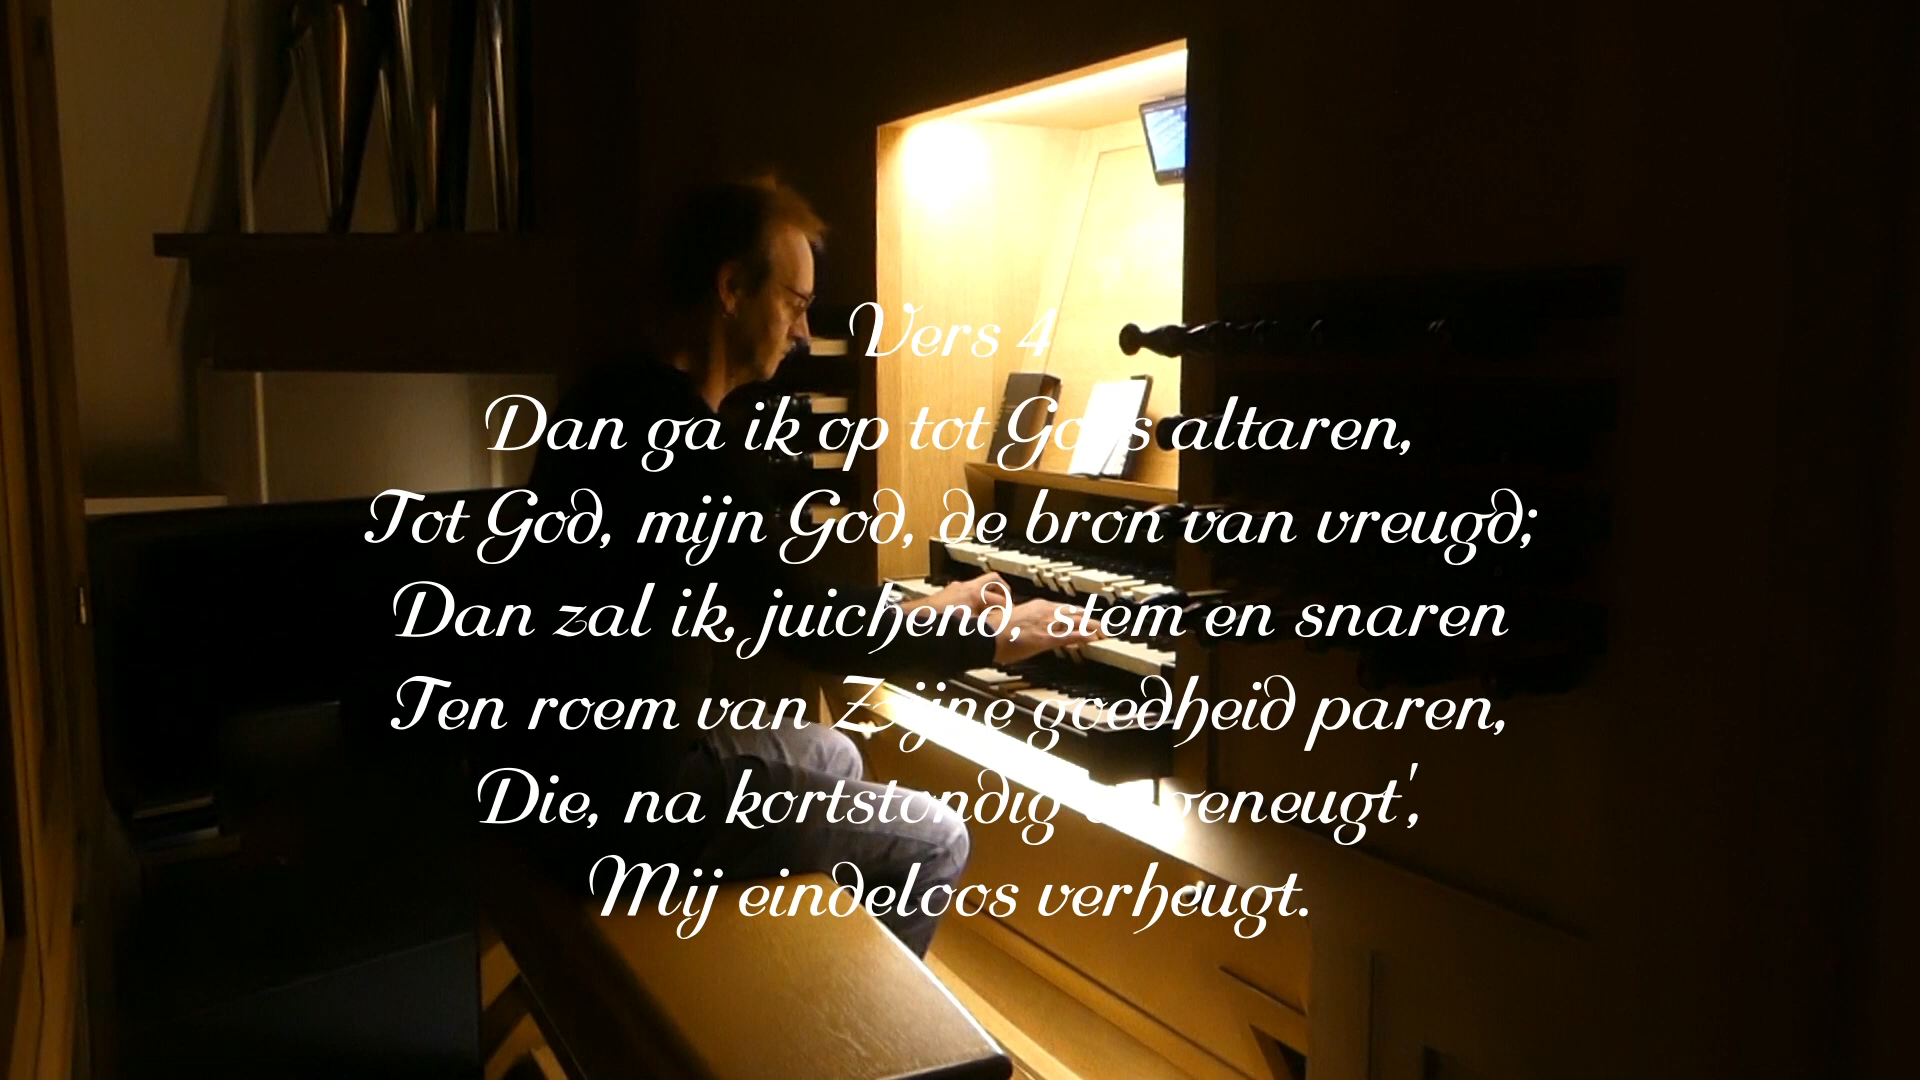 Vers 4
Dan ga ik op tot Gods altaren,
Tot God, mijn God, de bron van vreugd;
Dan zal ik, juichend, stem en snaren
Ten roem van Zijne goedheid paren,
Die, na kortstondig ongeneugt',
Mij eindeloos verheugt.